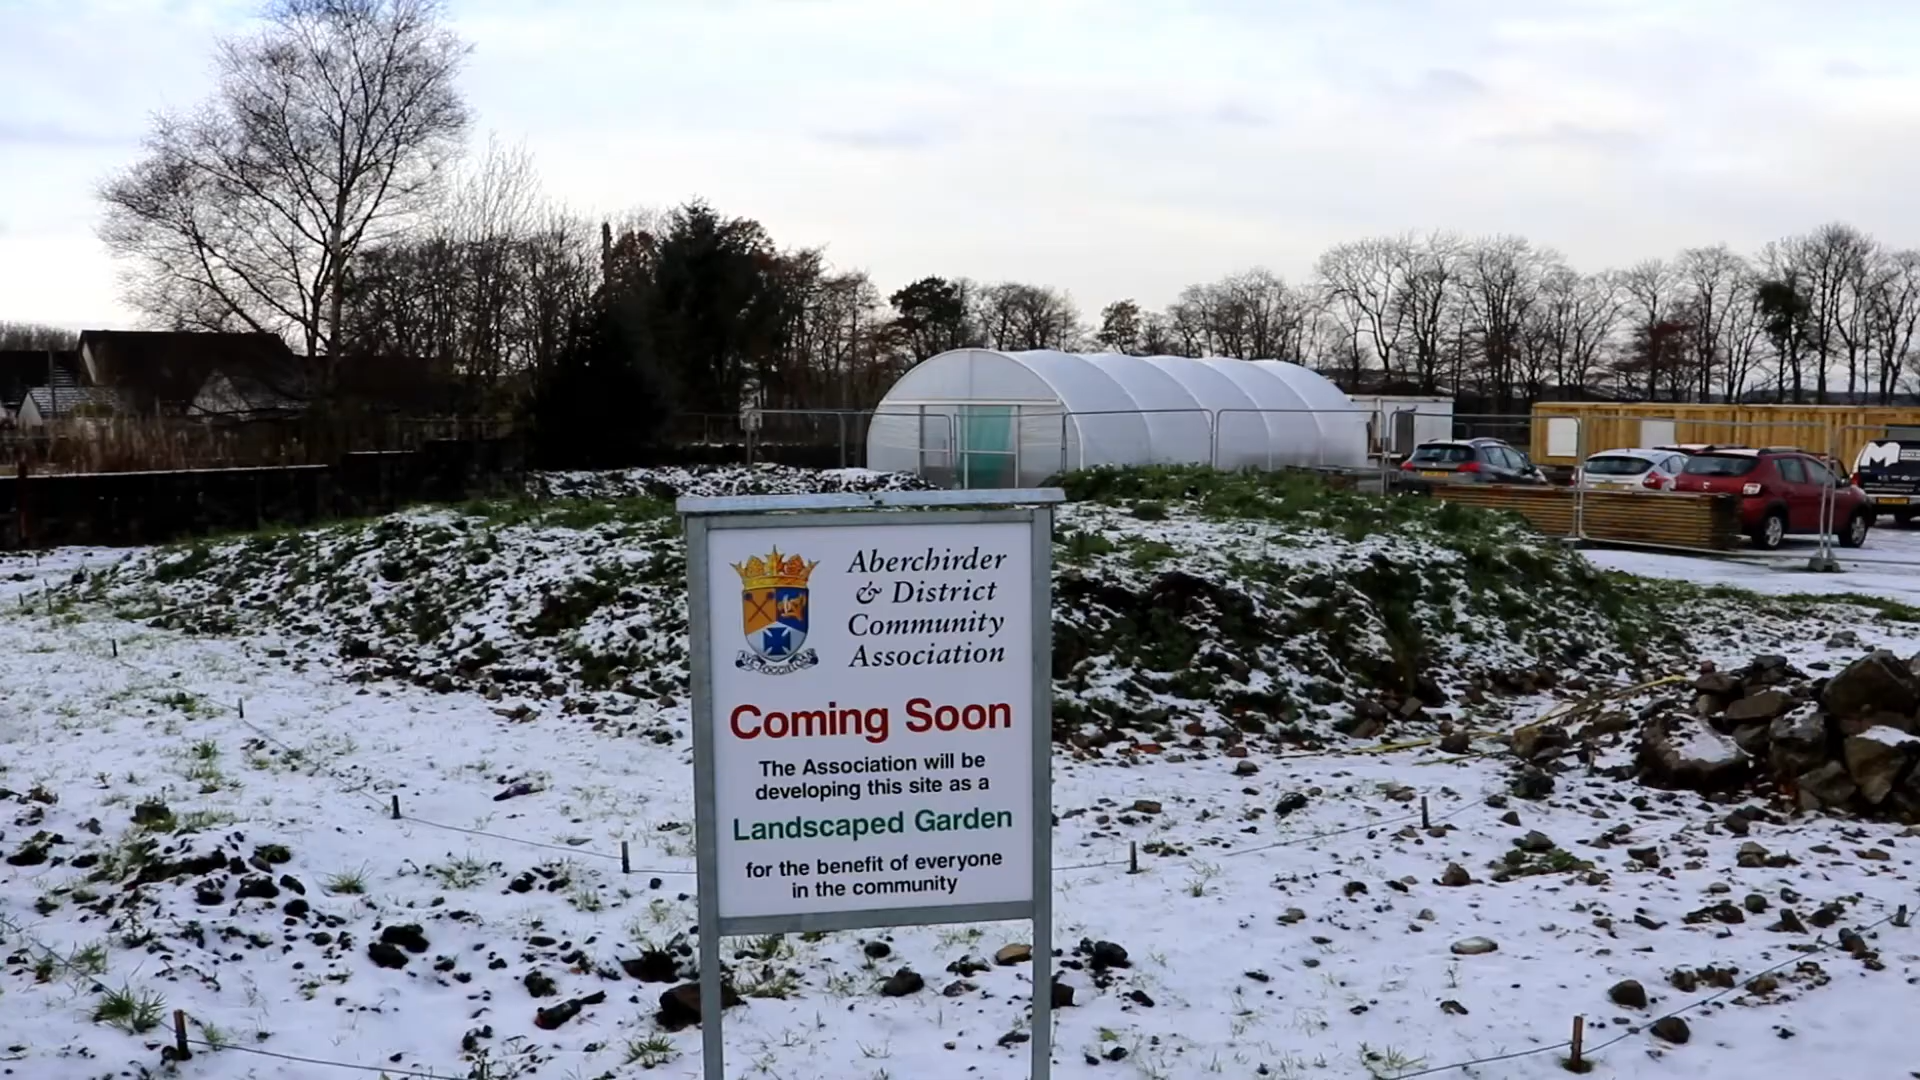 Aberchirder
& District
Community
Association
Coming Soon
The Association will be
developing this site as a
Landscaped Garden
for the benefit of everyone
in the community
M